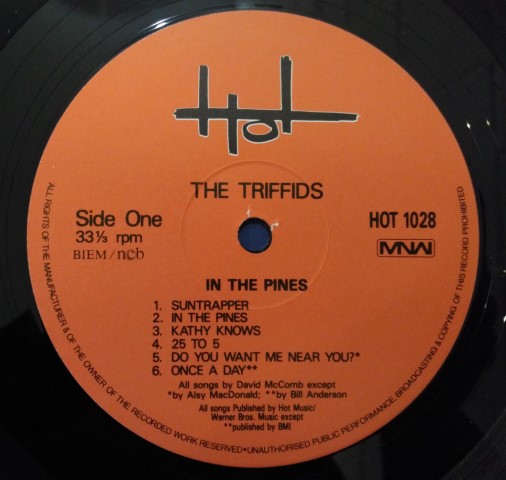 Hot
THE TRIFFIDS
Side One
33⅓ rpm
BIEM/ncb
HOT 1028
MNW
IN THE PINES
1. SUNTRAPPER
2. IN THE PINES
3. KATHY KNOWS
4. 25 TO 5
5. DO YOU WANT ME NEAR YOU?*
6. ONCE A DAY**
All songs by David McComb except
*by Alsy MacDonald; **by Bill Anderson
All songs Published by Hot Music/
Warner Bros. Music except
**published by BMI
ALL RIGHTS OF THE MANUFACTURER & OF THE OWNER OF THE RECORDED WORK RESERVED•UNAUTHORISED PUBLIC PERFORMANCE, BROADCASTING & COPYING OF THIS RECORD PROHIBITED